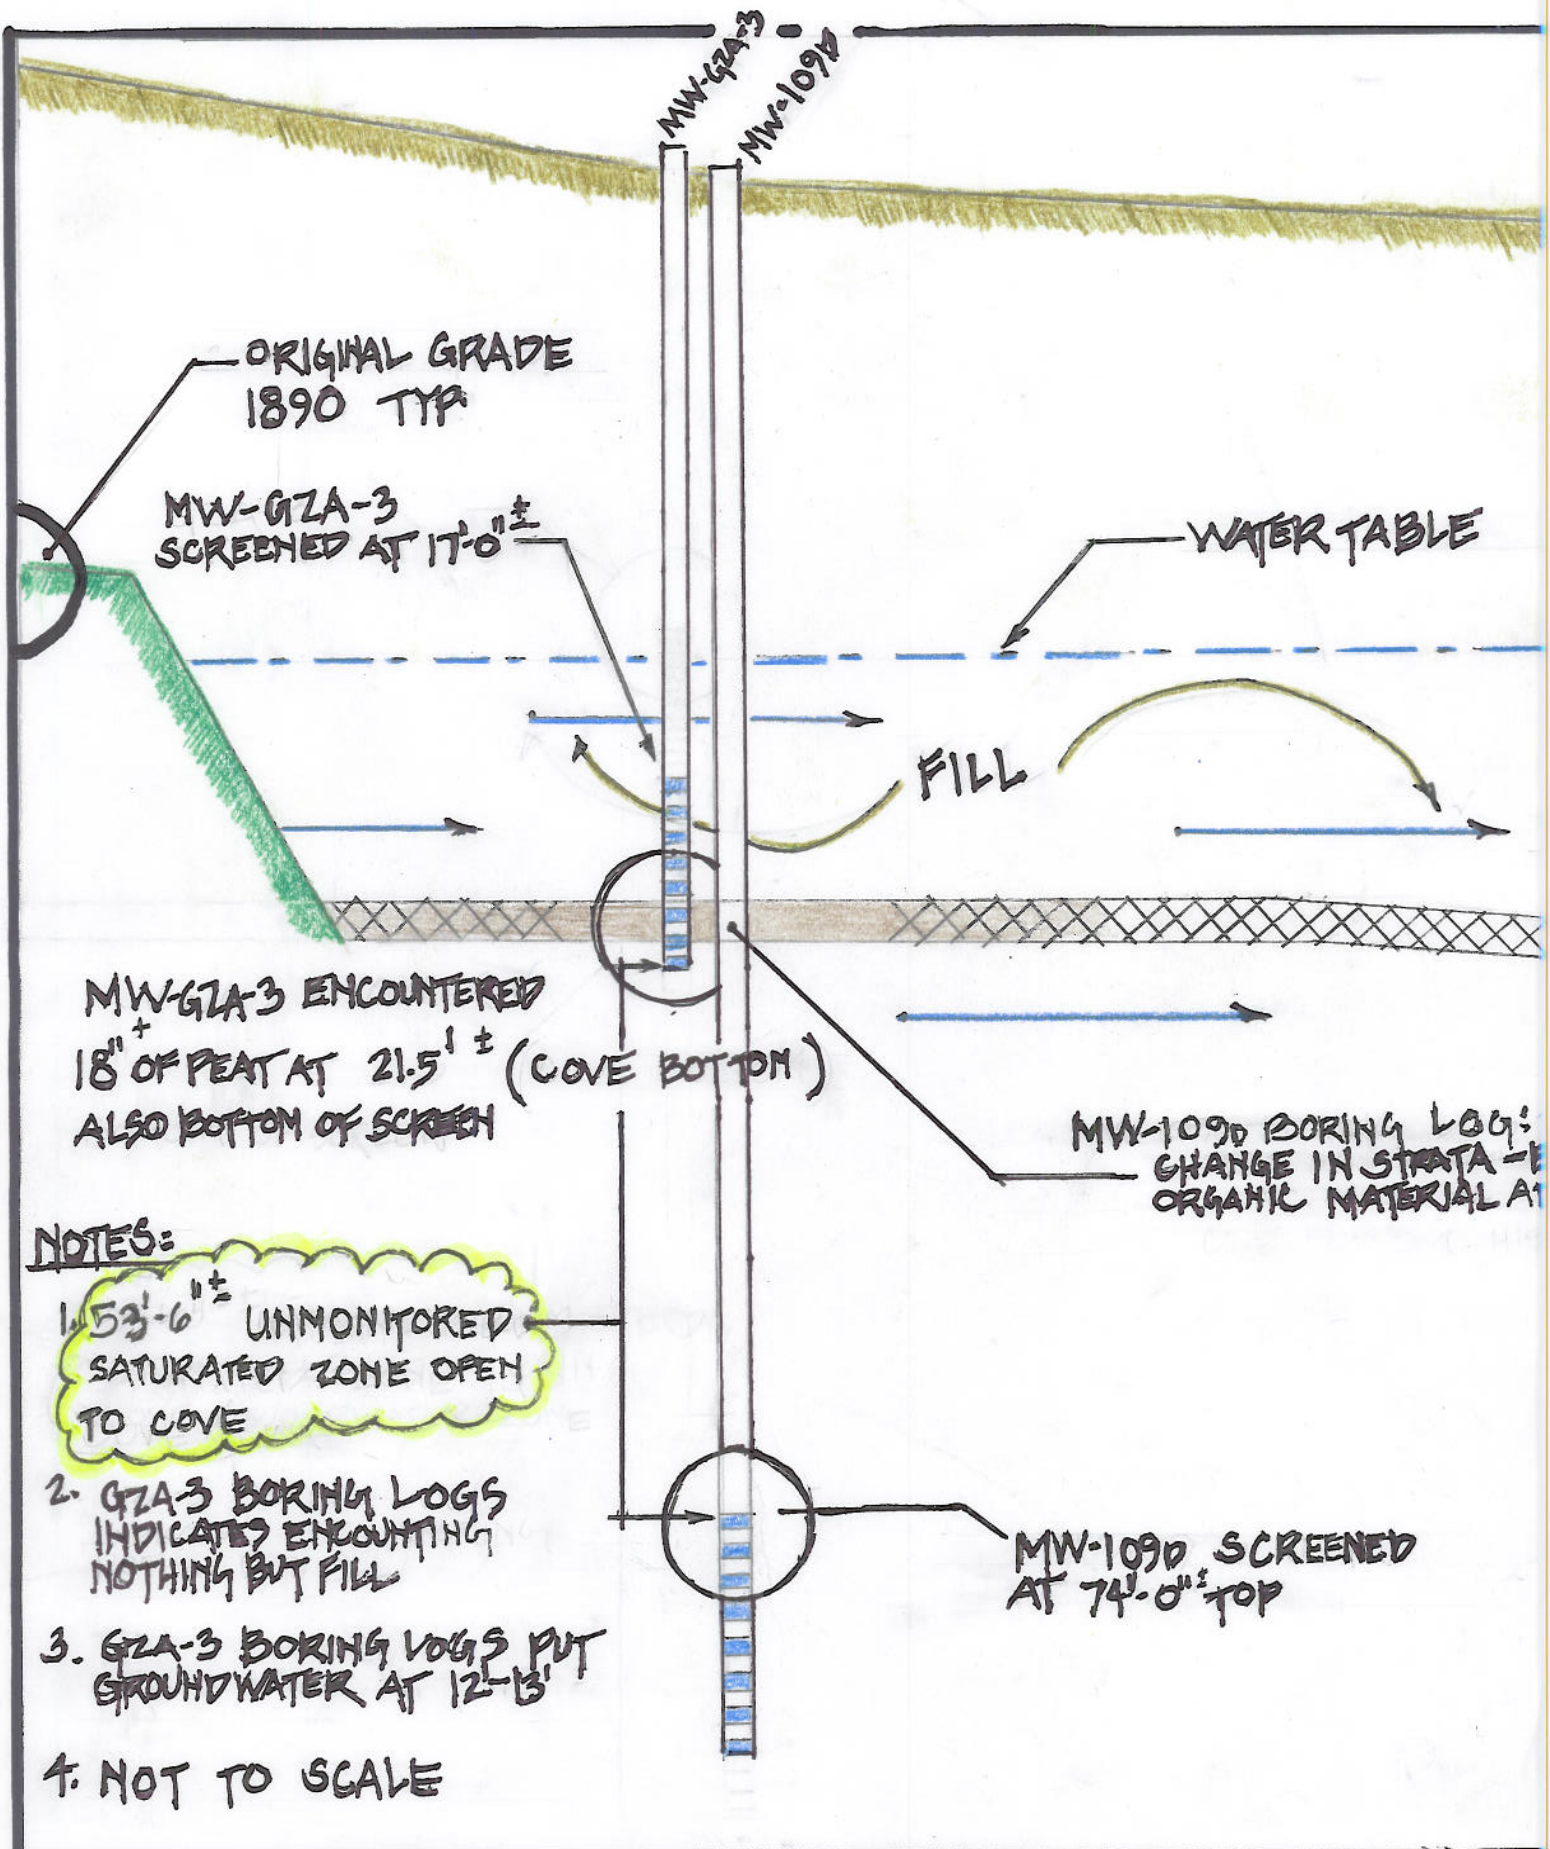 MW-GZA-3
MW-109D
ORIGINAL GRADE
1890 TYP.
MW-GZA-3
SCREENED AT 17'-0"±
WATER TABLE
FILL
MW-GZA-3 ENCOUNTERED
18"± OF PEAT AT 21.5'± (COVE BOTTOM)
ALSO BOTTOM OF SCREEN
MW-109D BORING LOG:
CHANGE IN STRATA -
ORGANIC MATERIAL
NOTES:
1. 53'-6"± UNMONITORED
SATURATED ZONE OPEN
TO COVE
2. GZA-3 BORING LOGS
INDICATES ENCOUNTING
NOTHING BUT FILL
3. GZA-3 BORING LOGS PUT
GROUNDWATER AT 12'-13'
4. NOT TO SCALE
MW-109D SCREENED
AT 74'-0"± TOP